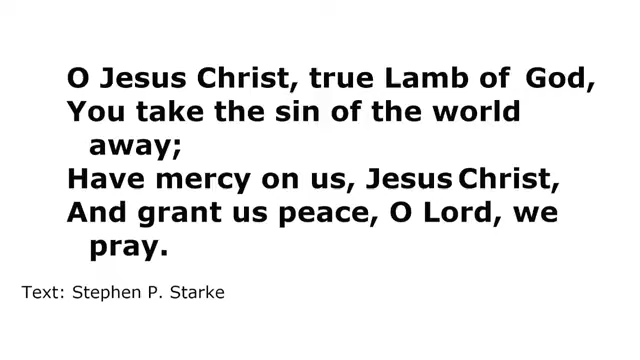 O Jesus Christ, true Lamb of God,
You take the sin of the world
away;
Have mercy on us, Jesus Christ,
And grant us peace, O Lord, we
pray.
Text: Stephen P. Starke